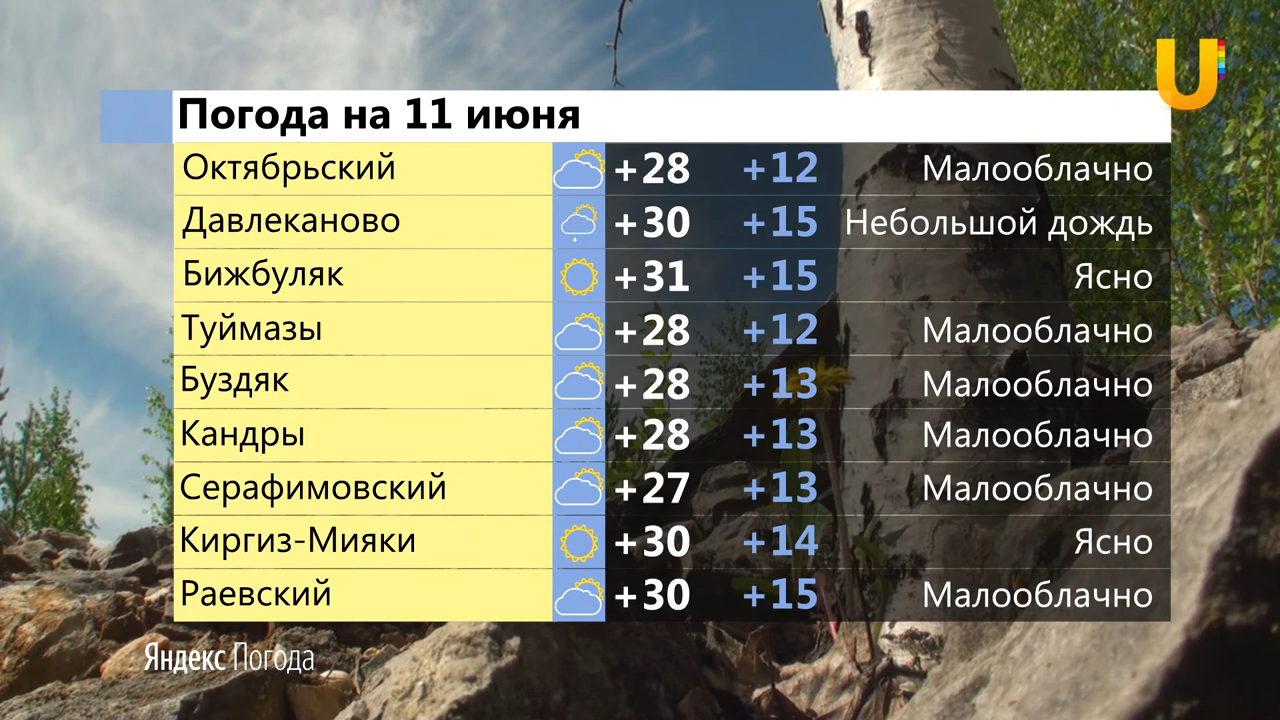 U
Погода на 11 июня
Октябрьский +28 +12 Малооблачно
Давлеканово +30 +15 Небольшой дождь
Бижбуляк +31 +15 Ясно
Туймазы +28 +12 Малооблачно
Буздяк +28 +13 Малооблачно
Кандры +28 +13 Малооблачно
Серафимовский +27 +13 Малооблачно
Киргиз-Мияки +30 +14 Ясно
Раевский +30 +15 Малооблачно
Яндекс Погода